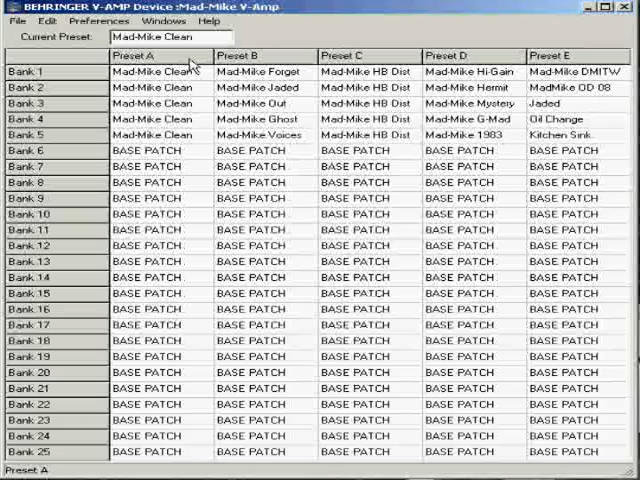 BEHRINGER V-AMP Device :Mad-Mike V-Amp
File Edit Preferences Windows Help
Current Preset: Mad-Mike Clean
Preset A Preset B Preset C Preset D Preset E
Bank 1 Mad-Mike Clean Mad-Mike Forget Mad-Mike HB Dist Mad-Mike Hi-Gain Mad-Mike DMITW
Bank 2 Mad-Mike Clean Mad-Mike Jaded Mad-Mike HB Dist Mad-Mike Hermit MadMike OD 08
Bank 3 Mad-Mike Clean Mad-Mike Out Mad-Mike HB Dist Mad-Mike Mystery Jaded
Bank 4 Mad-Mike Clean Mad-Mike Ghost Mad-Mike HB Dist Mad-Mike G-Mad Oil Change
Bank 5 Mad-Mike Clean Mad-Mike Voices Mad-Mike HB Dist Mad-Mike 1983 Kitchen Sink
Bank 6 BASE PATCH BASE PATCH BASE PATCH BASE PATCH BASE PATCH
Bank 7 BASE PATCH BASE PATCH BASE PATCH BASE PATCH BASE PATCH
Bank 8 BASE PATCH BASE PATCH BASE PATCH BASE PATCH BASE PATCH
Bank 9 BASE PATCH BASE PATCH BASE PATCH BASE PATCH BASE PATCH
Bank 10 BASE PATCH BASE PATCH BASE PATCH BASE PATCH BASE PATCH
Bank 11 BASE PATCH BASE PATCH BASE PATCH BASE PATCH BASE PATCH
Bank 12 BASE PATCH BASE PATCH BASE PATCH BASE PATCH BASE PATCH
Bank 13 BASE PATCH BASE PATCH BASE PATCH BASE PATCH BASE PATCH
Bank 14 BASE PATCH BASE PATCH BASE PATCH BASE PATCH BASE PATCH
Bank 15 BASE PATCH BASE PATCH BASE PATCH BASE PATCH BASE PATCH
Bank 16 BASE PATCH BASE PATCH BASE PATCH BASE PATCH BASE PATCH
Bank 17 BASE PATCH BASE PATCH BASE PATCH BASE PATCH BASE PATCH
Bank 18 BASE PATCH BASE PATCH BASE PATCH BASE PATCH BASE PATCH
Bank 19 BASE PATCH BASE PATCH BASE PATCH BASE PATCH BASE PATCH
Bank 20 BASE PATCH BASE PATCH BASE PATCH BASE PATCH BASE PATCH
Bank 21 BASE PATCH BASE PATCH BASE PATCH BASE PATCH BASE PATCH
Bank 22 BASE PATCH BASE PATCH BASE PATCH BASE PATCH BASE PATCH
Bank 23 BASE PATCH BASE PATCH BASE PATCH BASE PATCH BASE PATCH
Bank 24 BASE PATCH BASE PATCH BASE PATCH BASE PATCH BASE PATCH
Bank 25 BASE PATCH BASE PATCH BASE PATCH BASE PATCH BASE PATCH
Preset A